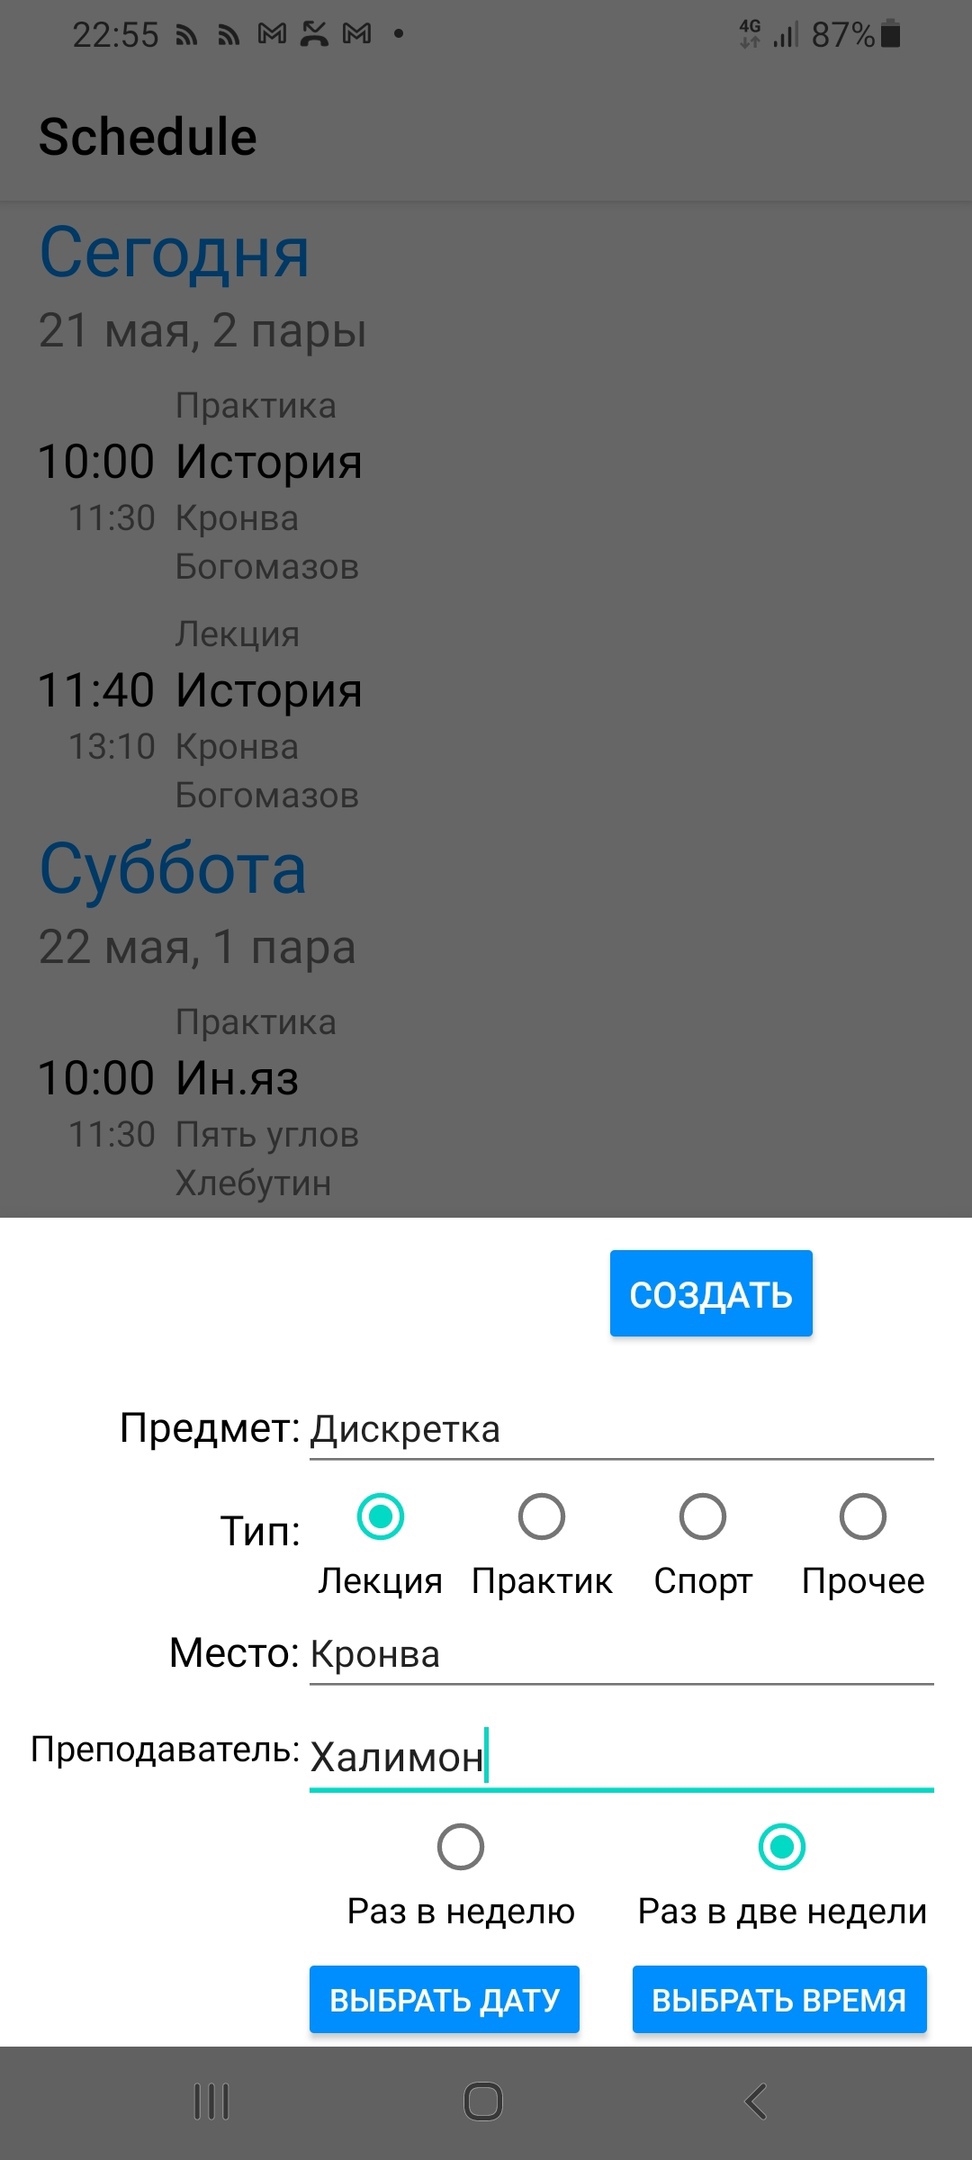 22:55 4G 87%
Schedule
Сегодня
21 мая, 2 пары
Практика
10:00 История
11:30 Кронва
Богомазов
Лекция
11:40 История
13:10 Кронва
Богомазов
Суббота
22 мая, 1 пара
Практика
10:00 Ин.яз
11:30 Пять углов
Хлебутин
СОЗДАТЬ
Предмет: Дискретка
Тип:
Лекция Практик Спорт Прочее
Место: Кронва
Преподаватель: Халимон
Раз в неделю Раз в две недели
ВЫБРАТЬ ДАТУ ВЫБРАТЬ ВРЕМЯ